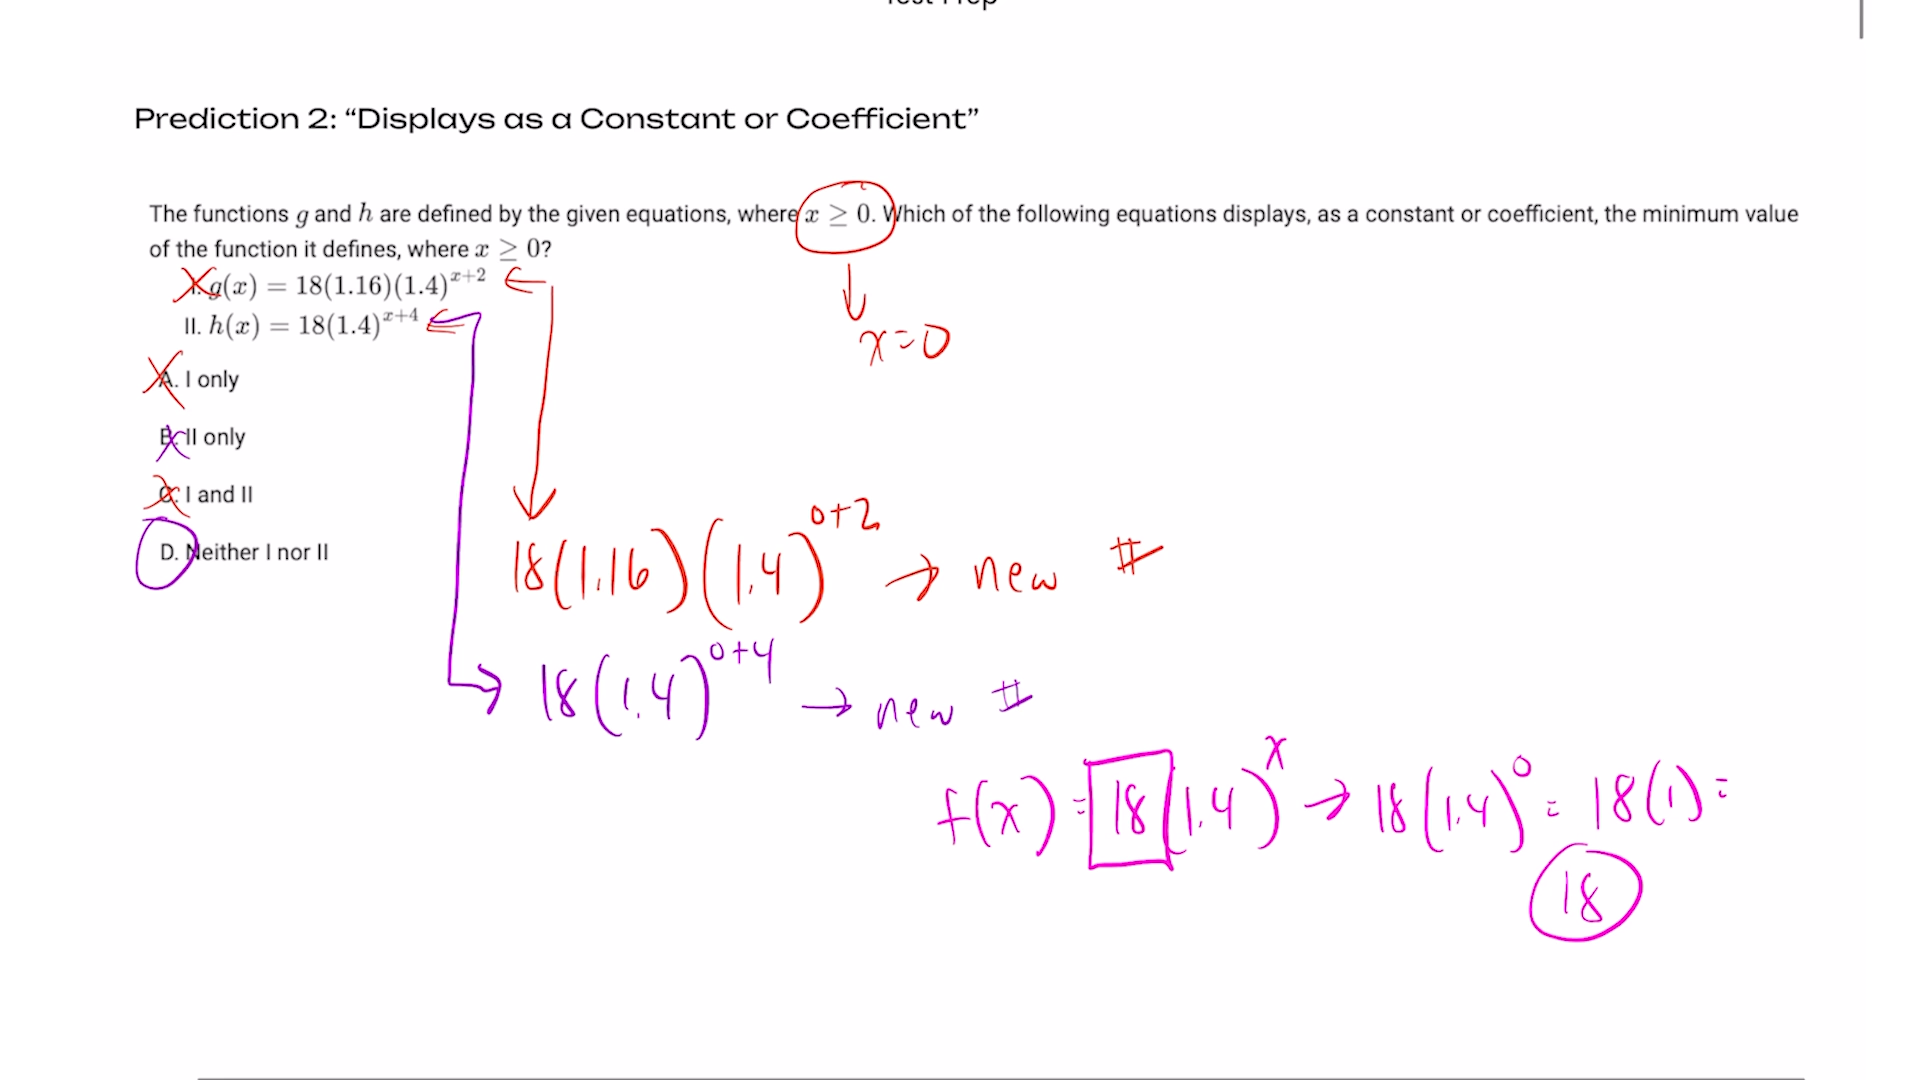 Test Prep
Prediction 2: “Displays as a Constant or Coefficient”
The functions g and h are defined by the given equations, where x ≥ 0. Which of the following equations displays, as a constant or coefficient, the minimum value
of the function it defines, where x ≥ 0?
g(x) = 18(1.16)(1.4)^{x+2}
II. h(x) = 18(1.4)^{x+4}
x=0
A. I only
B. II only
C. I and II
D. Neither I nor II
18(1.16)(1.4)^{0+2} → new #
18(1.4)^{0+4} → new #
f(x) = 18(1.4)^x → 18(1.4)^0 = 18(1) =
18